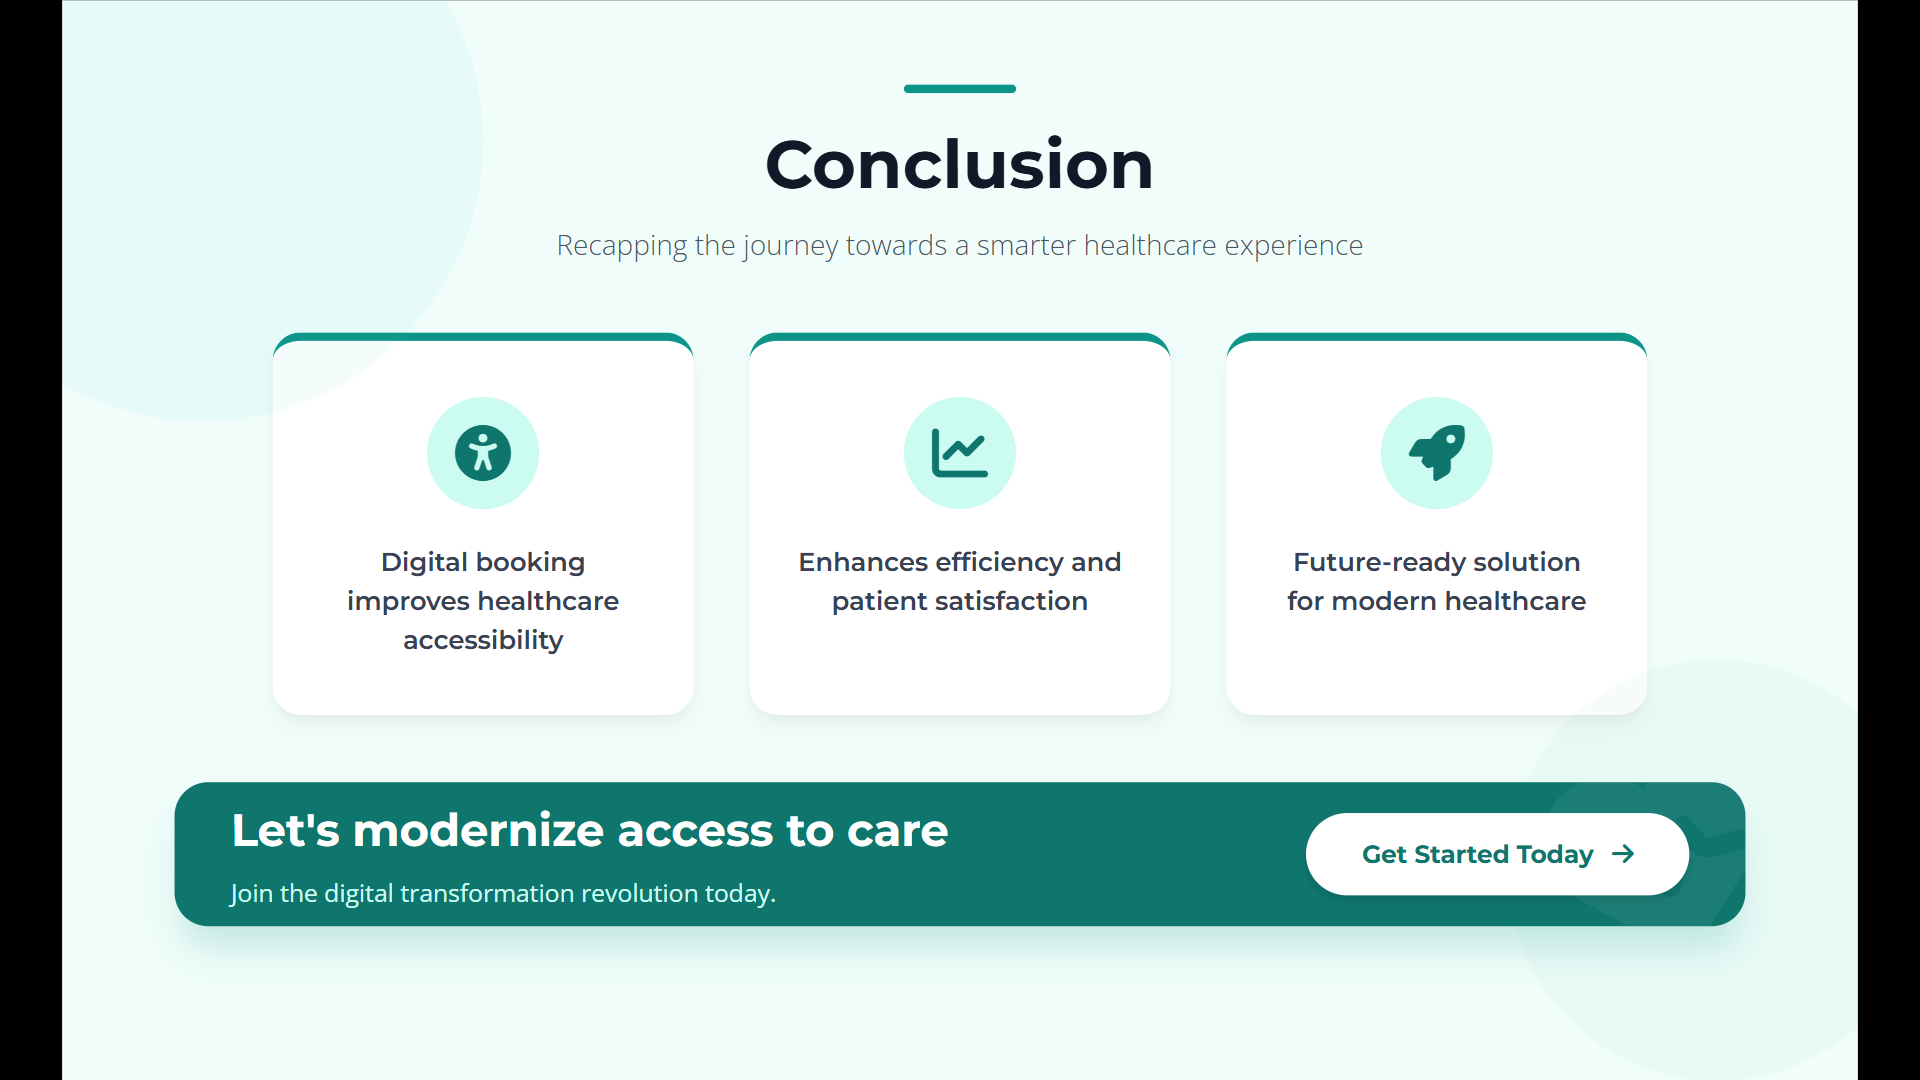 Conclusion
Recapping the journey towards a smarter healthcare experience
Digital booking
improves healthcare
accessibility
Enhances efficiency and
patient satisfaction
Future-ready solution
for modern healthcare
Let's modernize access to care
Join the digital transformation revolution today.
Get Started Today